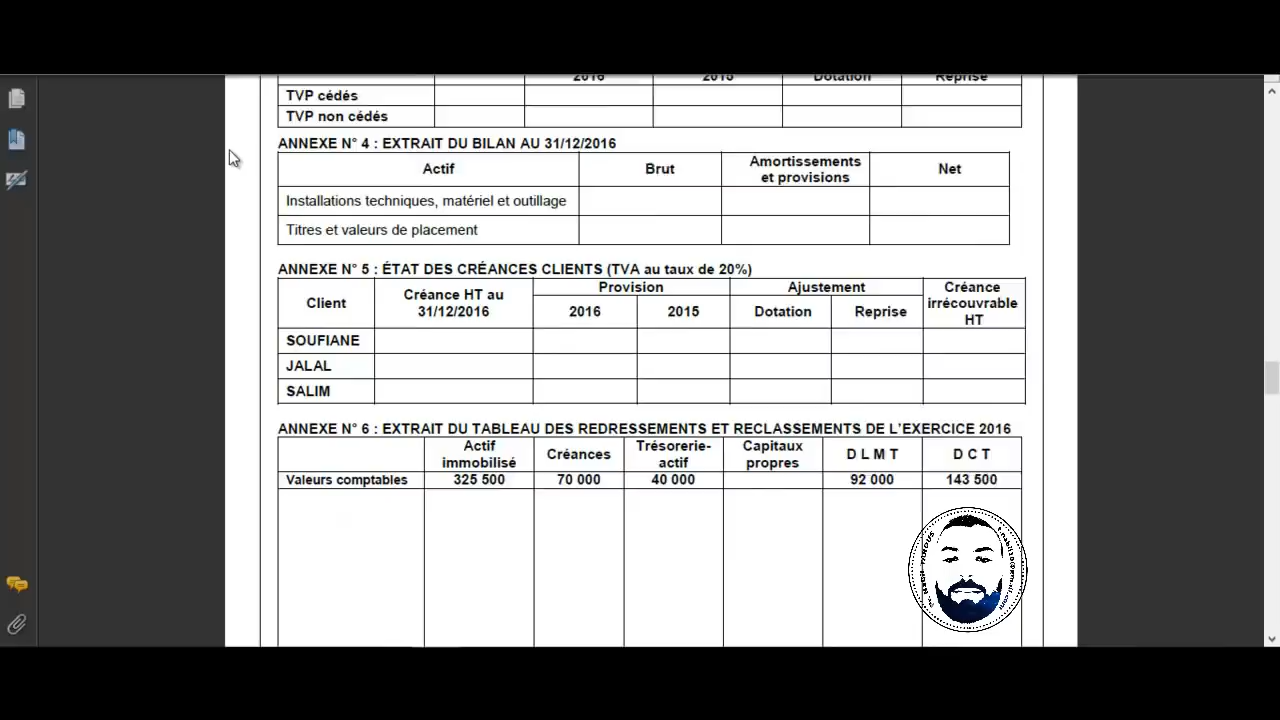 2016 2015 Dotation Reprise
TVP cédés
TVP non cédés
ANNEXE N° 4 : EXTRAIT DU BILAN AU 31/12/2016
Actif Brut Amortissements et provisions Net
Installations techniques, matériel et outillage
Titres et valeurs de placement
ANNEXE N° 5 : ÉTAT DES CRÉANCES CLIENTS (TVA au taux de 20%)
Client Créance HT au 31/12/2016 Provision Ajustement Créance irrécouvrable HT
2016 2015 Dotation Reprise
SOUFIANE
JALAL
SALIM
ANNEXE N° 6 : EXTRAIT DU TABLEAU DES REDRESSEMENTS ET RECLASSEMENTS DE L'EXERCICE 2016
Actif immobilisé Créances Trésorerie-actif Capitaux propres D L M T D C T
Valeurs comptables 325 500 70 000 40 000 92 000 143 500